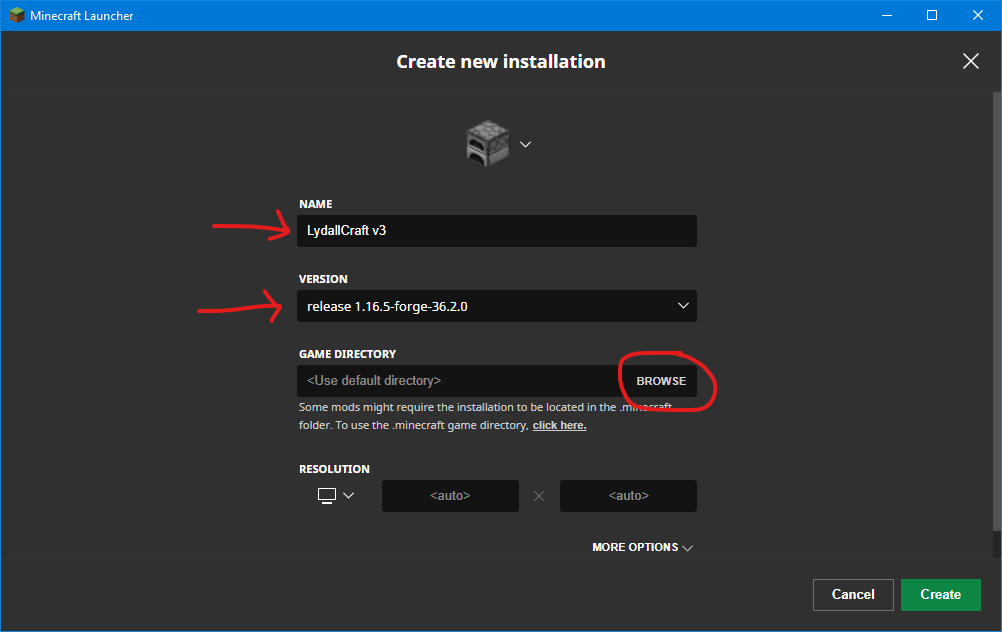 Minecraft Launcher
Create new installation
NAME
LydallCraft v3
VERSION
release 1.16.5-forge-36.2.0
GAME DIRECTORY
<Use default directory>
BROWSE
Some mods might require the installation to be located in the .minecraft
folder. To use the .minecraft game directory, click here.
RESOLUTION
<auto>
<auto>
MORE OPTIONS
Cancel
Create